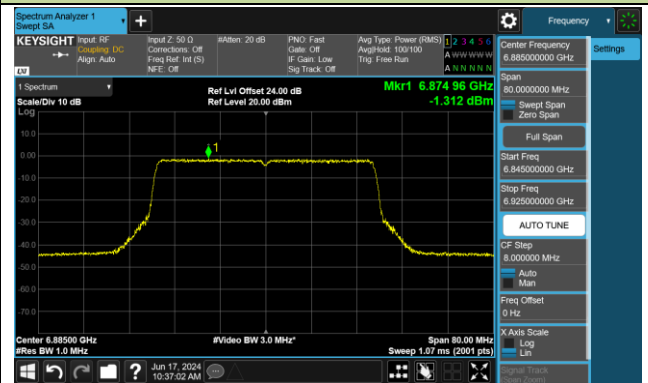 Spectrum Analyzer 1
Swept SA
Frequency
KEYSIGHT
Input: RF
Coupling: DC
Align: Auto
Input Z: 50 Ω
Corrections: Off
Freq Ref: Int (S)
NFE: Off
#Atten: 20 dB
PNO: Fast
Gate: Off
IF Gain: Low
Sig Track: Off
Avg Type: Power (RMS)
Avg|Hold: 100/100
Trig: Free Run
1 2 3 4 5 6
A W W W W W
A N N N N N
LXI
1 Spectrum
Scale/Div 10 dB
Log
Ref Lvl Offset 24.00 dB
Ref Level 20.00 dBm
Mkr1 6.874 96 GHz
-1.312 dBm
1
10.0
0.00
-10.0
-20.0
-30.0
-40.0
-50.0
-60.0
-70.0
Center 6.88500 GHz
#Res BW 1.0 MHz
#Video BW 3.0 MHz*
Span 80.00 MHz
Sweep 1.07 ms (2001 pts)
Center Frequency
6.885000000 GHz
Settings
Span
80.0000000 MHz
Swept Span
Zero Span
Full Span
Start Freq
6.845000000 GHz
Stop Freq
6.925000000 GHz
AUTO TUNE
CF Step
8.000000 MHz
Auto
Man
Freq Offset
0 Hz
X Axis Scale
Log
Lin
Signal Track
(Span Zoom)
Jun 17, 2024
10:37:02 AM